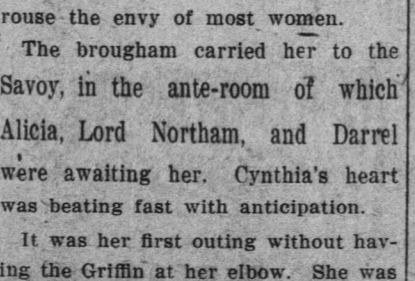 rouse the envy of most women.
The brougham carried her to the
Savoy, in the ante-room of which
Alicia, Lord Northam, and Darrel
were awaiting her. Cynthia's heart
was beating fast with anticipation.
It was her first outing without hav-
ing the Griffin at her elbow. She was